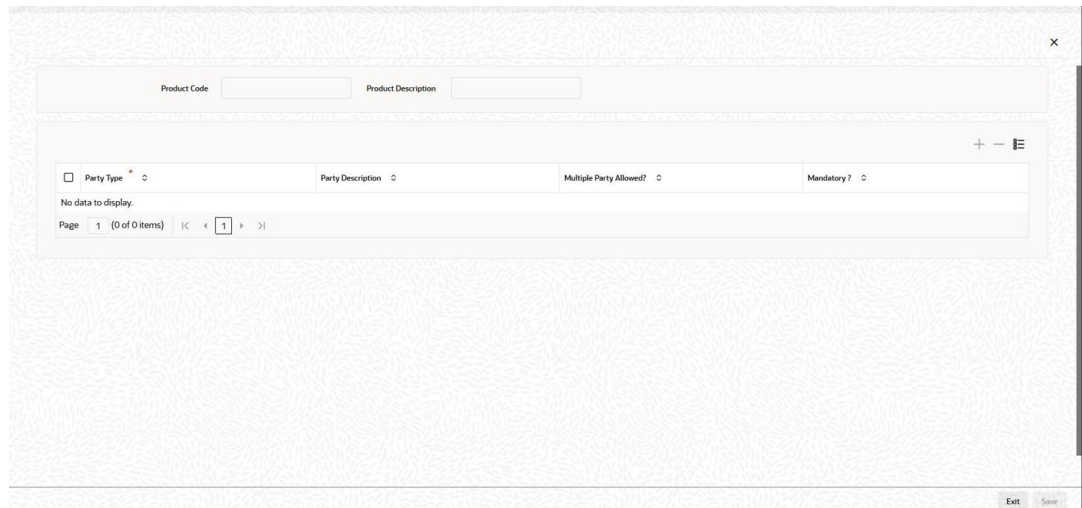 Product Code Product Description
Party Type * Party Description Multiple Party Allowed? Mandatory ?
No data to display.
Page 1 (0 of 0 items) 1
Exit Save